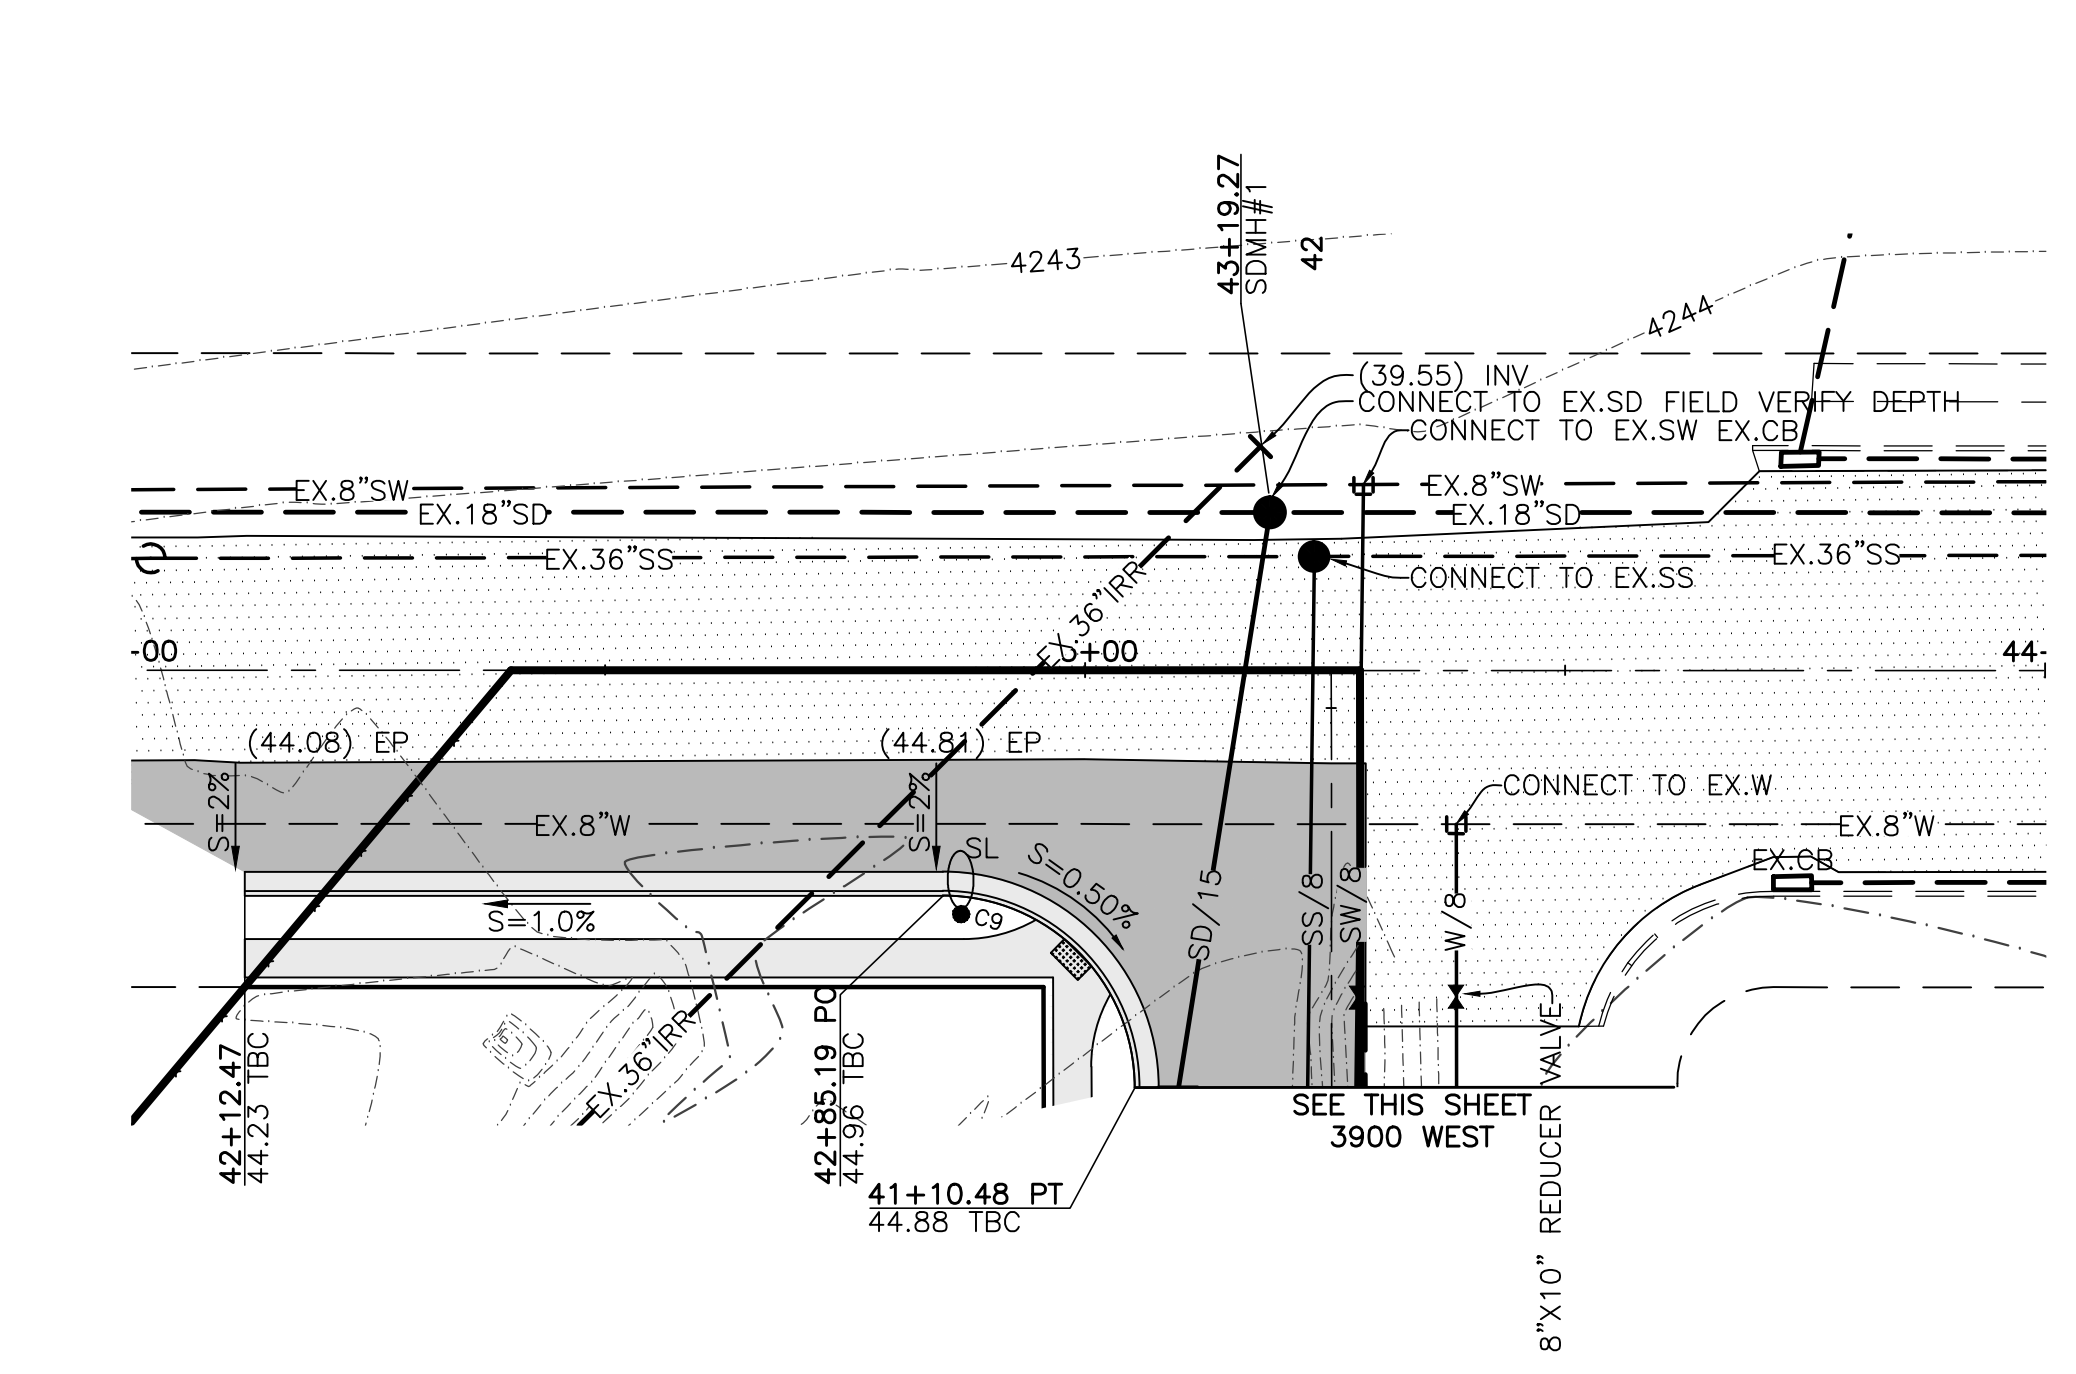 43+19.27
SDMH#1
42
4243
4244
(39.55) INV
CONNECT TO EX.SD FIELD VERIFY DEPTH
CONNECT TO EX.SW
EX.CB
EX.8"SW
EX.8"SW
EX.18"SD
EX.18"SD
EX.36"SS
EX.36"SS
CONNECT TO EX.SS
EX.36"IRR
-00
+00
44-
(44.08) EP
(44.81) EP
S=2%
S=2%
CONNECT TO EX.W
EX.8"W
EX.8"W
SL
S=0.50%
EX.CB
S=1.0%
C9
SD/15
SS/8
SW/8
W/8
EX.36"IRR
42+12.47
44.23 TBC
42+85.19 PC
44.96 TBC
8"X10" REDUCER VALVE
SEE THIS SHEET
3900 WEST
41+10.48 PT
44.88 TBC